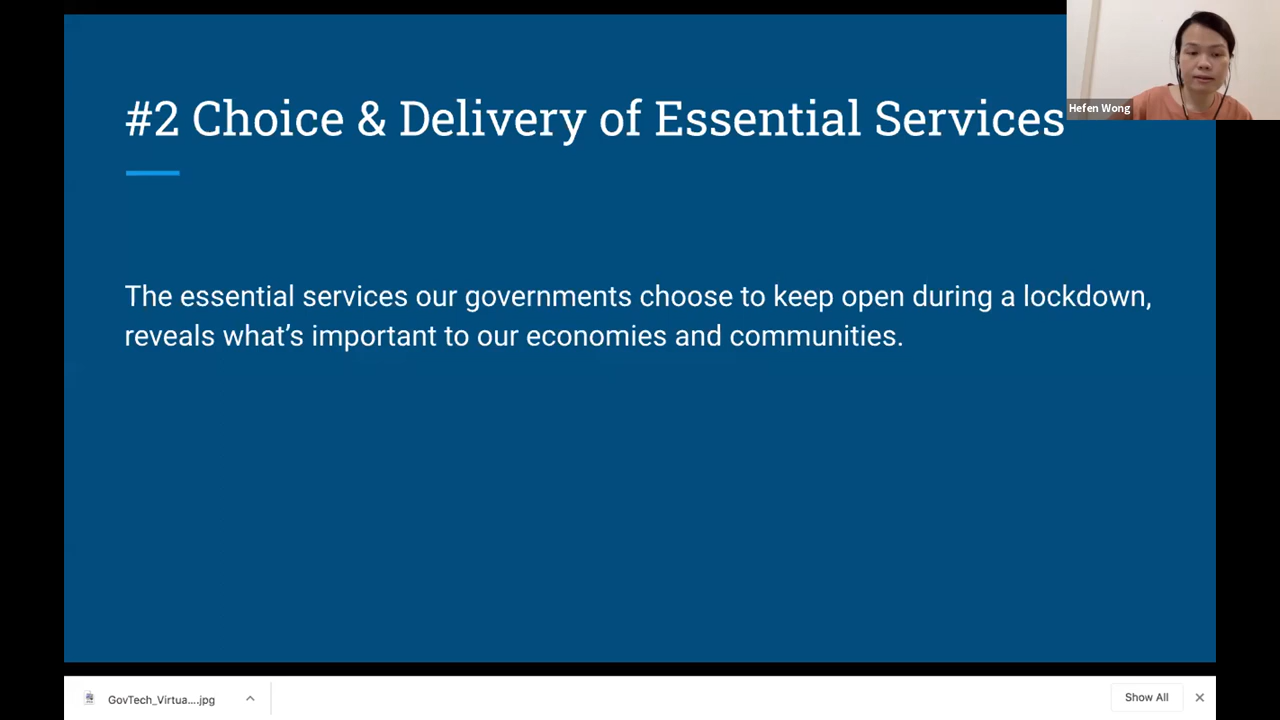 #2 Choice & Delivery of Essential Services
Hefen Wong
The essential services our governments choose to keep open during a lockdown,
reveals what’s important to our economies and communities.
GovTech_Virtua....jpg
Show All